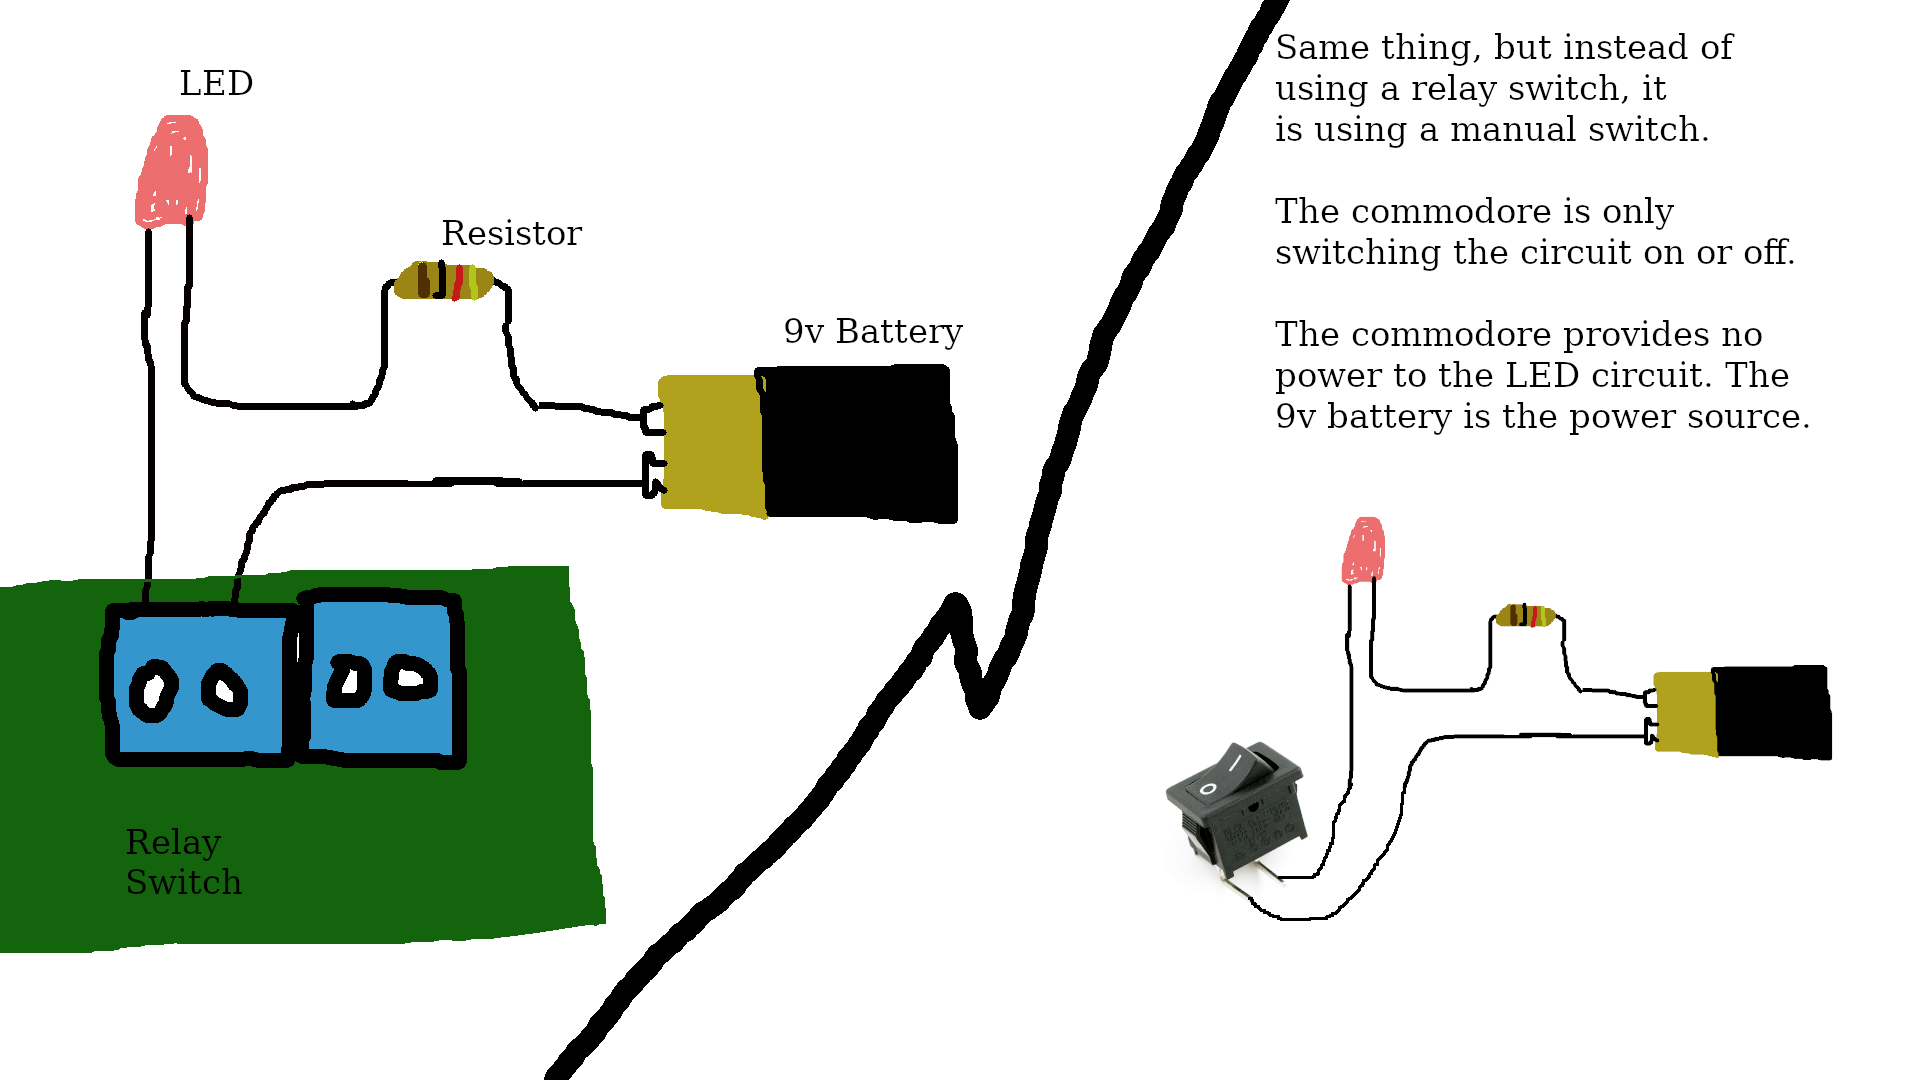 LED
Resistor
9v Battery
Relay
Switch
Same thing, but instead of
using a relay switch, it
is using a manual switch.
The commodore is only
switching the circuit on or off.
The commodore provides no
power to the LED circuit. The
9v battery is the power source.